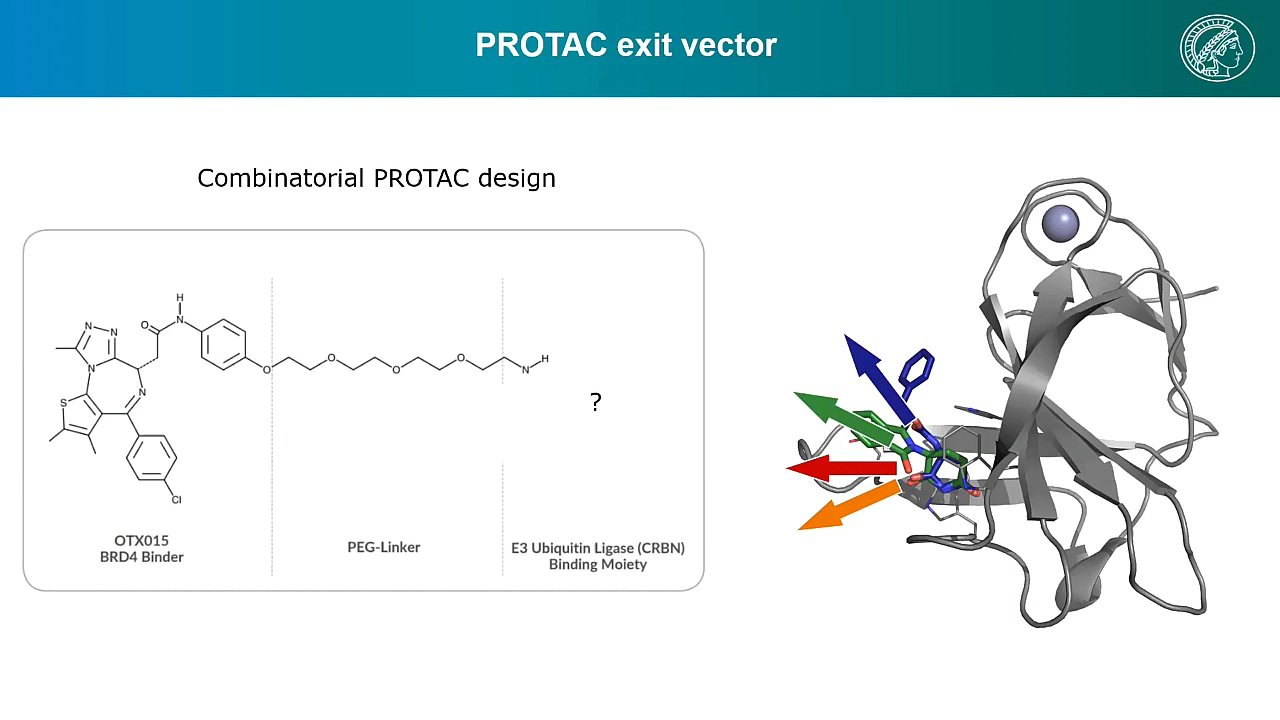 PROTAC exit vector
Combinatorial PROTAC design
H
N
O
N
N
N
N
S
Cl
O
O
O
O
N
H
?
OTX015
BRD4 Binder
PEG-Linker
E3 Ubiquitin Ligase (CRBN)
Binding Moiety